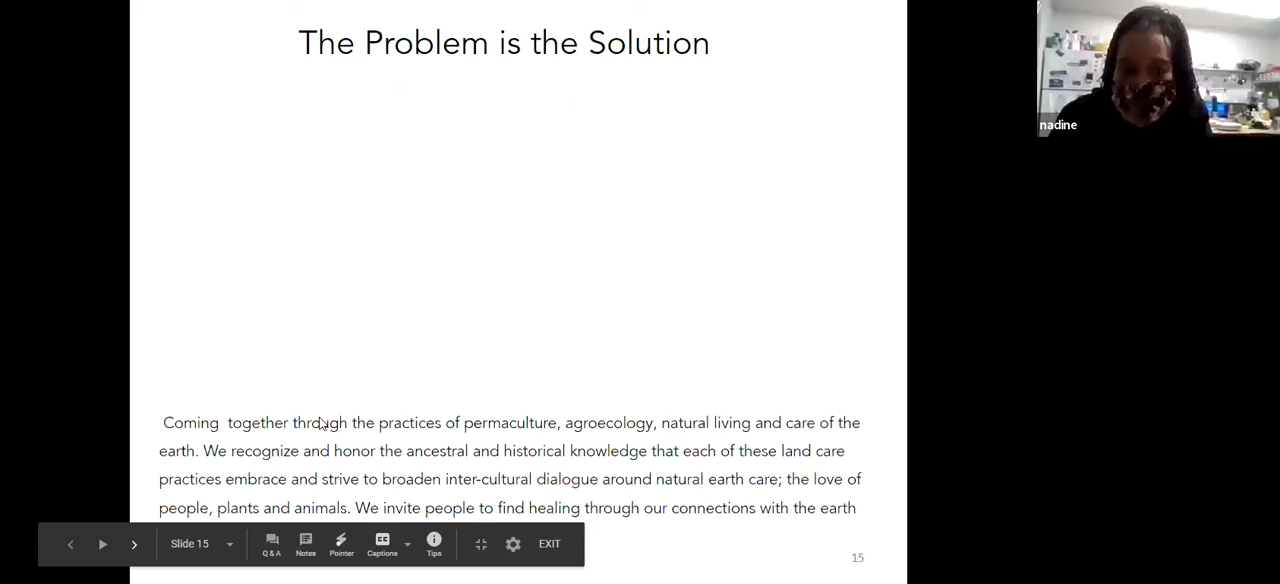 The Problem is the Solution
nadine
Coming together through the practices of permaculture, agroecology, natural living and care of the
earth. We recognize and honor the ancestral and historical knowledge that each of these land care
practices embrace and strive to broaden inter-cultural dialogue around natural earth care; the love of
people, plants and animals. We invite people to find healing through our connections with the earth
Slide 15
Q & A
Notes
Pointer
Captions
Tips
EXIT
15